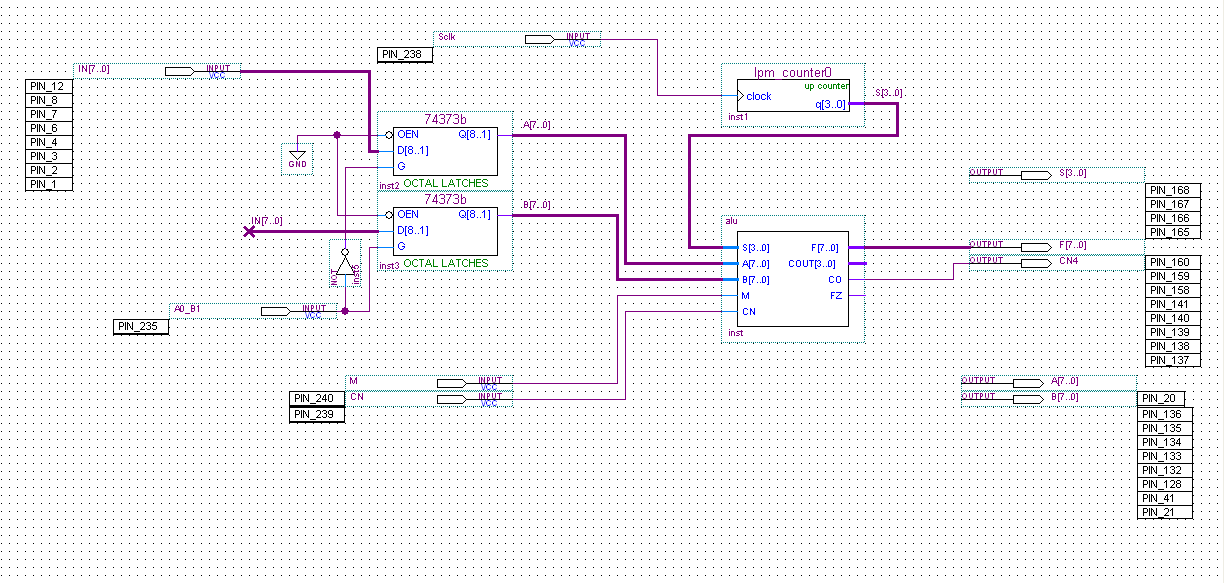 Sclk
INPUT
VCC
PIN_238
IN[7..0]
INPUT
VCC
PIN_12
PIN_8
PIN_7
PIN_6
PIN_4
PIN_3
PIN_2
PIN_1
lpm_counter0
up counter
clock
q[3..0]
inst1
S[3..0]
74373b
OEN
Q[8..1]
D[8..1]
G
inst2
OCTAL LATCHES
A[7..0]
GND
74373b
OEN
Q[8..1]
D[8..1]
G
inst3
OCTAL LATCHES
B[7..0]
IN[7..0]
NOT
A0_B1
INPUT
VCC
PIN_235
alu
S[3..0]
F[7..0]
A[7..0]
COUT[3..0]
B[7..0]
CO
M
FZ
CN
inst
M
INPUT
VCC
CN
INPUT
VCC
PIN_240
PIN_239
OUTPUT
S[3..0]
PIN_168
PIN_167
PIN_166
PIN_165
OUTPUT
F[7..0]
OUTPUT
CN4
PIN_160
PIN_159
PIN_158
PIN_141
PIN_140
PIN_139
PIN_138
PIN_137
OUTPUT
A[7..0]
OUTPUT
B[7..0]
PIN_20
PIN_136
PIN_135
PIN_134
PIN_133
PIN_132
PIN_128
PIN_41
PIN_21